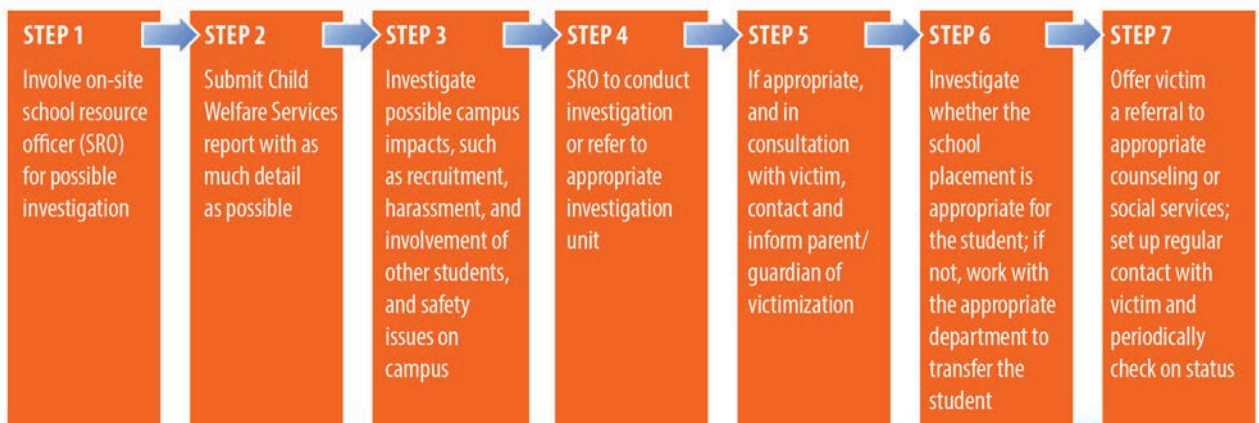 STEP 1
Involve on-site
school resource
officer (SRO)
for possible
investigation
STEP 2
Submit Child
Welfare Services
report with as
much detail
as possible
STEP 3
Investigate
possible campus
impacts, such
as recruitment,
harassment, and
involvement of
other students,
and safety
issues on
campus
STEP 4
SRO to conduct
investigation
or refer to
appropriate
investigation
unit
STEP 5
If appropriate,
and in
consultation
with victim,
contact and
inform parent/
guardian of
victimization
STEP 6
Investigate
whether the
school
placement is
appropriate for
the student; if
not, work with
the appropriate
department to
transfer the
student
STEP 7
Offer victim
a referral to
appropriate
counseling or
social services;
set up regular
contact with
victim and
periodically
check on status